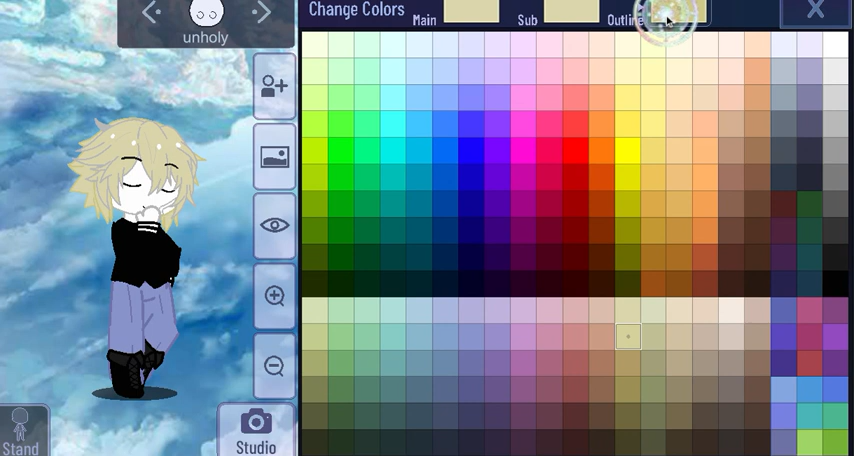 Change Colors
Main
Sub
Outline
X
unholy
Stand
Studio